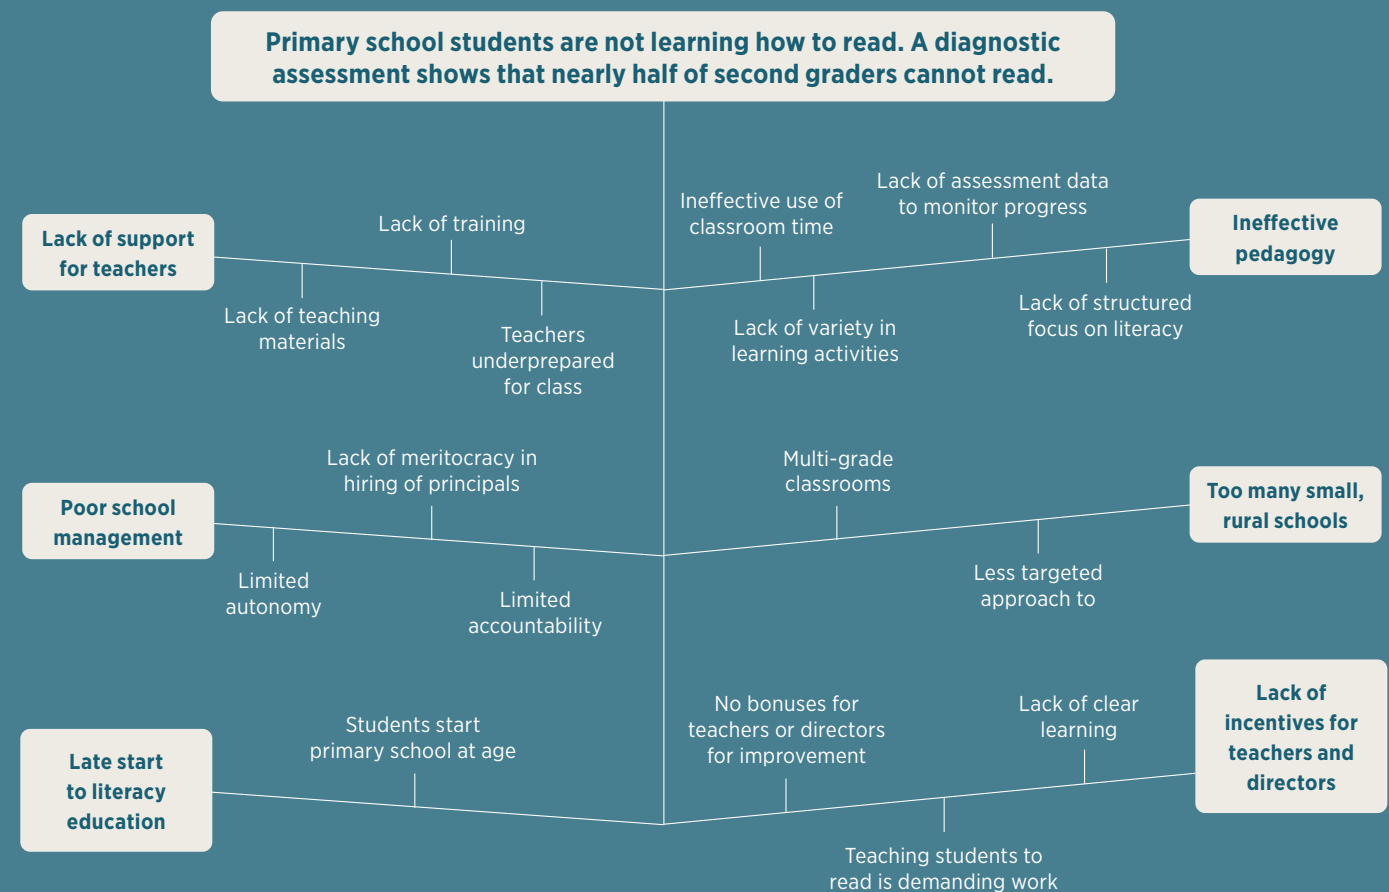 Primary school students are not learning how to read. A diagnostic
assessment shows that nearly half of second graders cannot read.
Lack of support
for teachers
Lack of training
Lack of teaching
materials
Teachers
underprepared
for class
Ineffective use of
classroom time
Lack of assessment data
to monitor progress
Lack of variety in
learning activities
Lack of structured
focus on literacy
Ineffective
pedagogy
Poor school
management
Lack of meritocracy in
hiring of principals
Limited
autonomy
Limited
accountability
Multi-grade
classrooms
Less targeted
approach to
Too many small,
rural schools
Late start
to literacy
education
Students start
primary school at age
No bonuses for
teachers or directors
for improvement
Lack of clear
learning
Teaching students to
read is demanding work
Lack of
incentives for
teachers and
directors